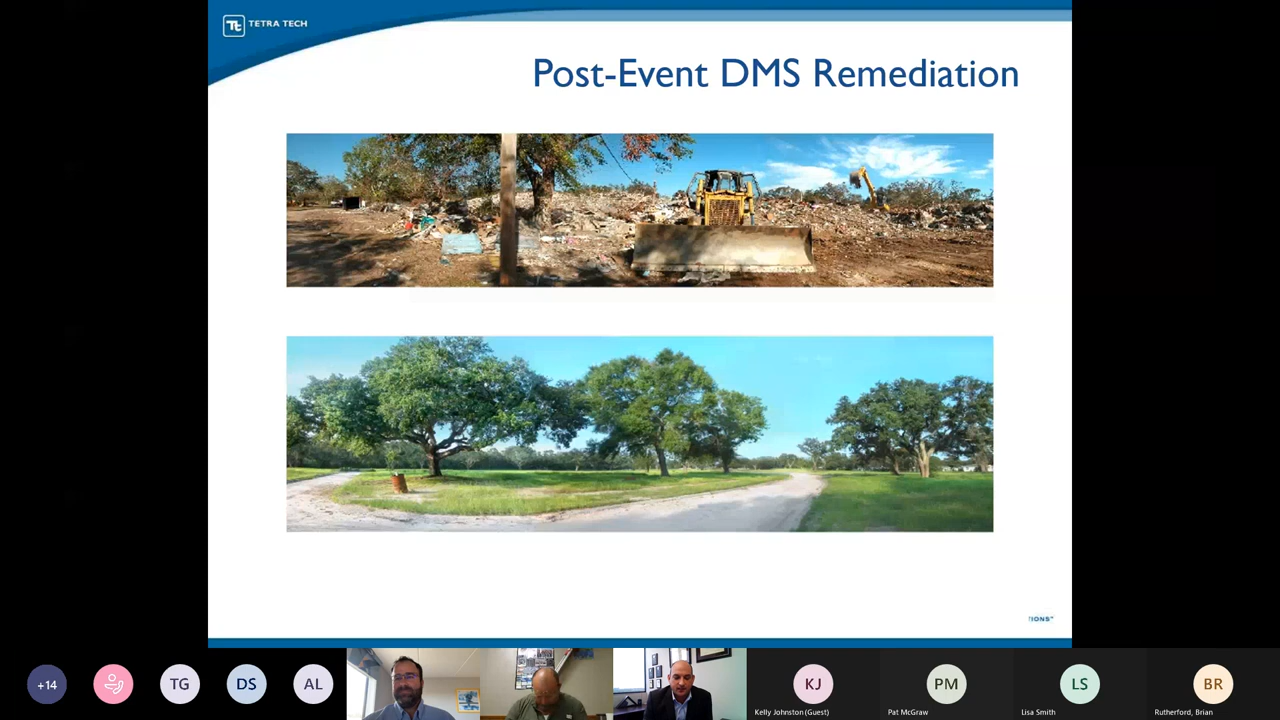 TETRA TECH
Post-Event DMS Remediation
TIONS"
+14
TG
DS
AL
KJ
PM
LS
BR
Kelly Johnston (Guest)
Pat McGraw
Lisa Smith
Rutherford, Brian